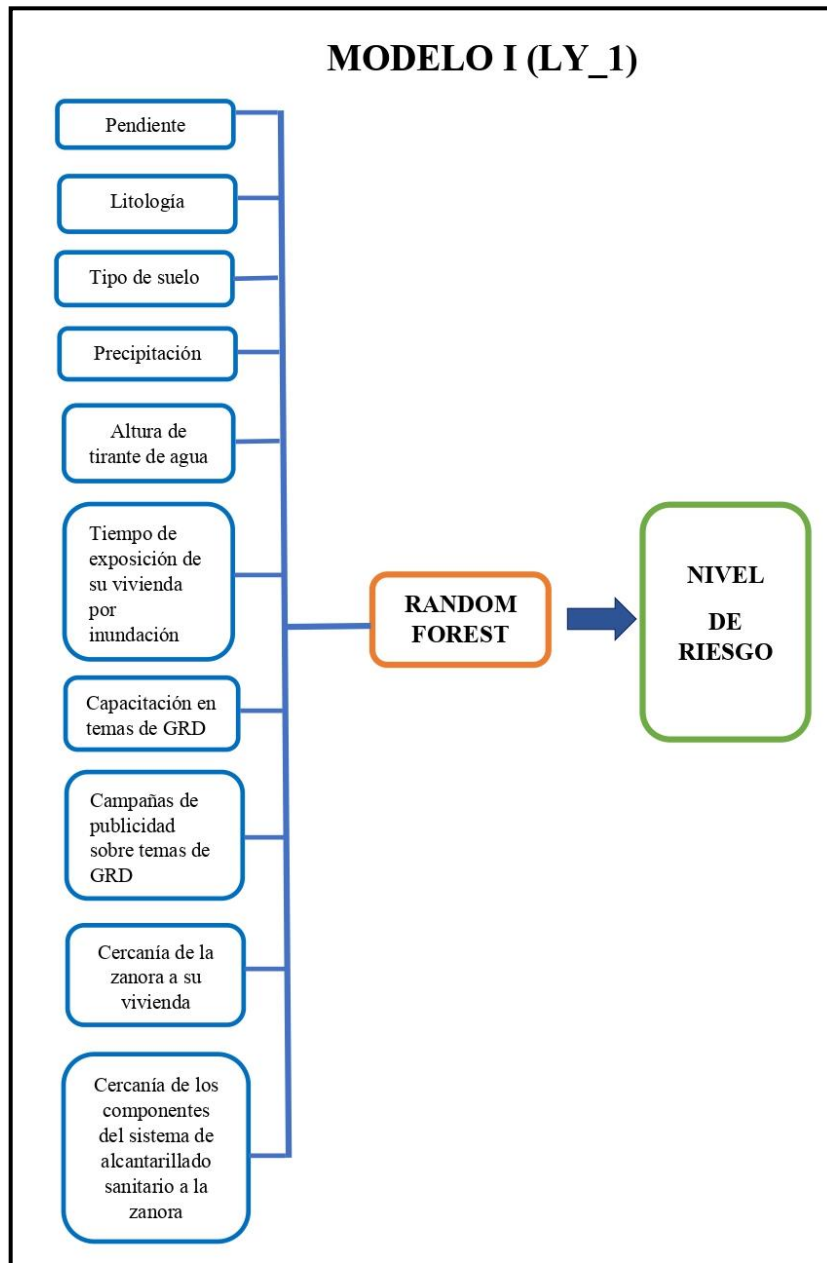 MODELO I (LY_1)
Pendiente
Litología
Tipo de suelo
Precipitación
Altura de
tirante de agua
Tiempo de
exposición de
su vivienda
por
inundación
Capacitación en
temas de GRD
Campañas de
publicidad
sobre temas de
GRD
Cercanía de la
zanora a su
vivienda
Cercanía de los
componentes
del sistema de
alcantarillado
sanitario a la
zanora
RANDOM
FOREST
NIVEL
DE
RIESGO